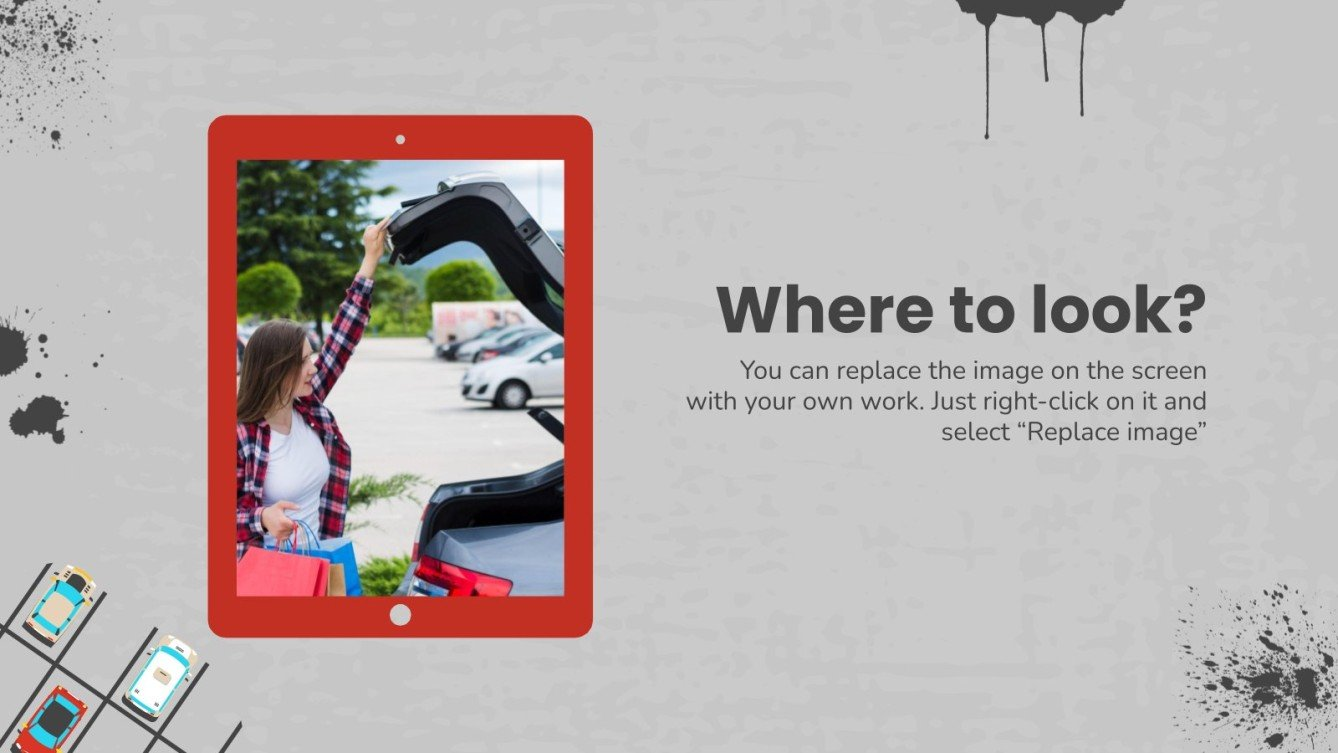 Where to look?
You can replace the image on the screen
with your own work. Just right-click on it and
select “Replace image”